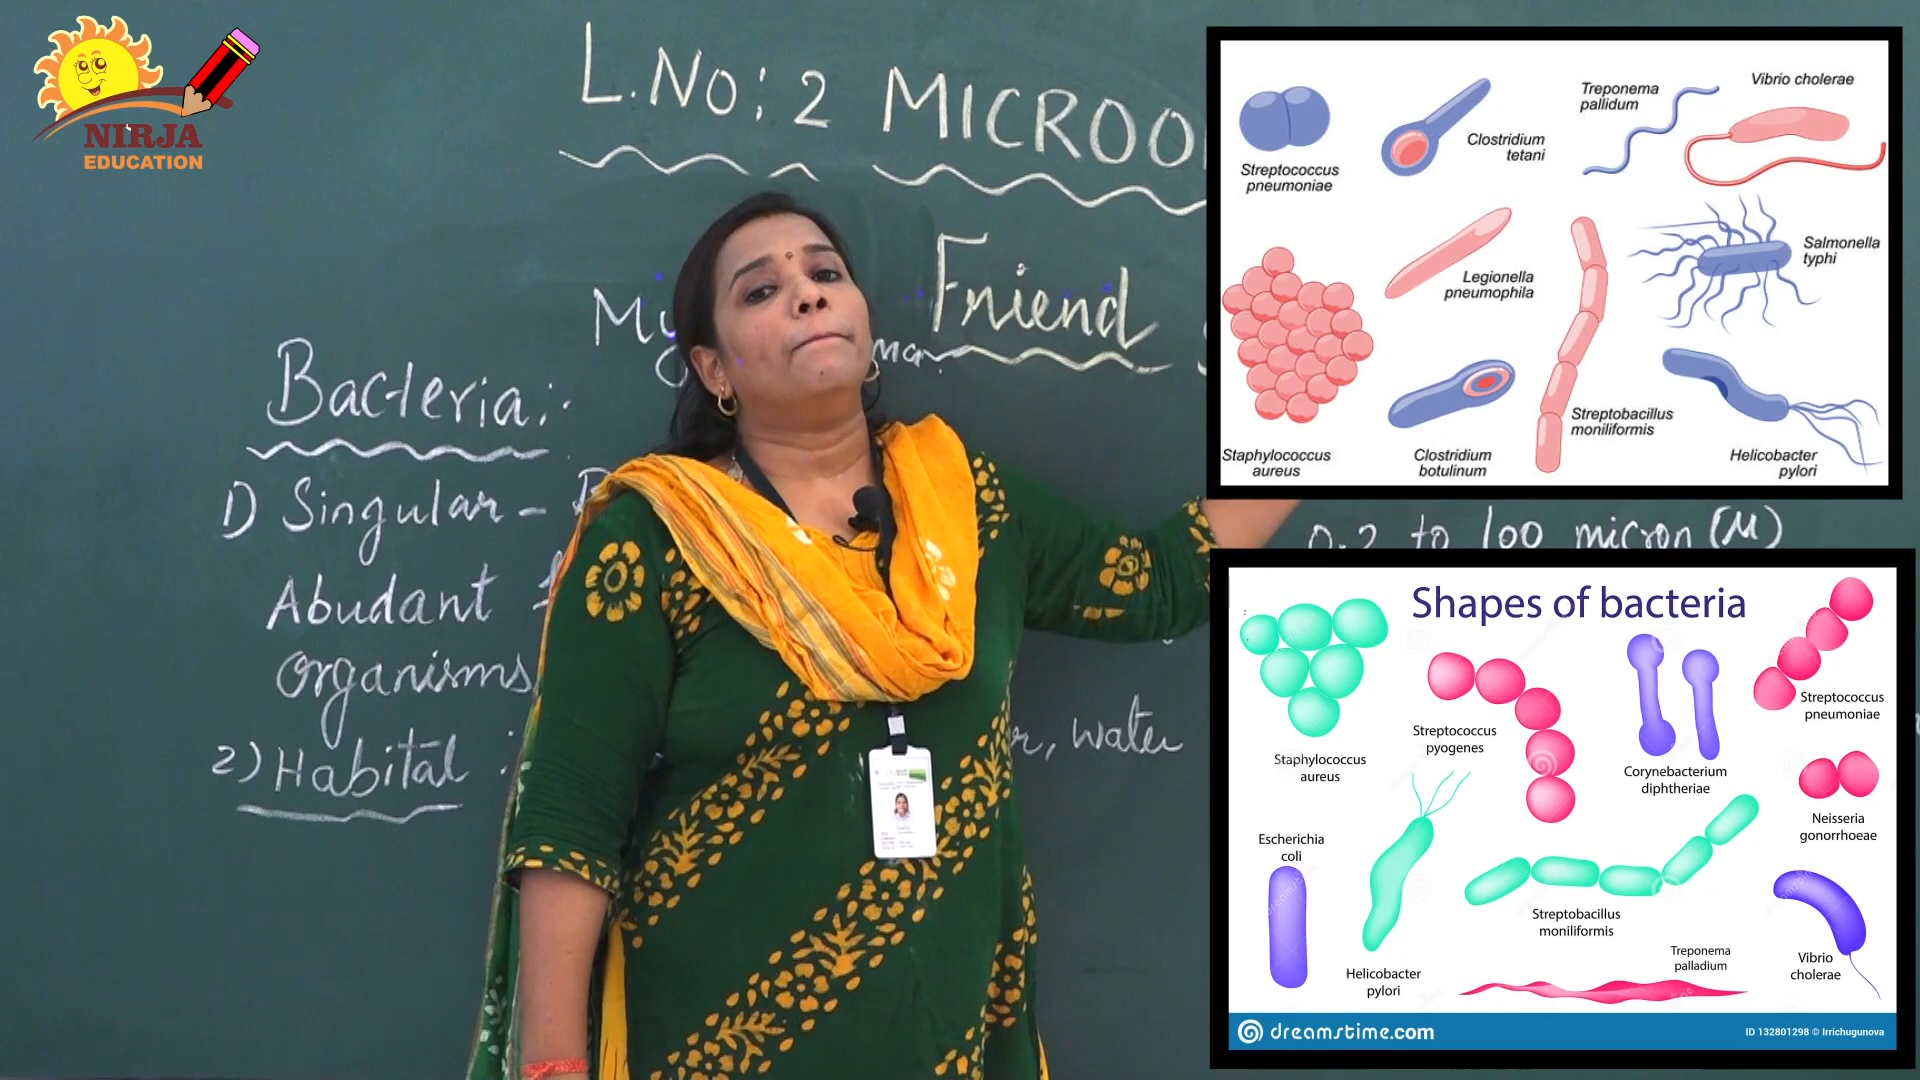 NIRJA
EDUCATION
L.No: 2 MICROO
Friend
Bacteria:
1) Singular -
Abudant
Organisms
2) Habital :
water
0.2 to 100 micron (M)
Streptococcus
pneumoniae
Clostridium
tetani
Treponema
pallidum
Vibrio cholerae
Legionella
pneumophila
Salmonella
typhi
Staphylococcus
aureus
Clostridium
botulinum
Streptobacillus
moniliformis
Helicobacter
pylori
Shapes of bacteria
Staphylococcus
aureus
Streptococcus
pyogenes
Corynebacterium
diphtheriae
Streptococcus
pneumoniae
Neisseria
gonorrhoeae
Escherichia
coli
Helicobacter
pylori
Streptobacillus
moniliformis
Treponema
palladium
Vibrio
cholerae
dreamstime.com
ID 132801298 © Irrichugunova